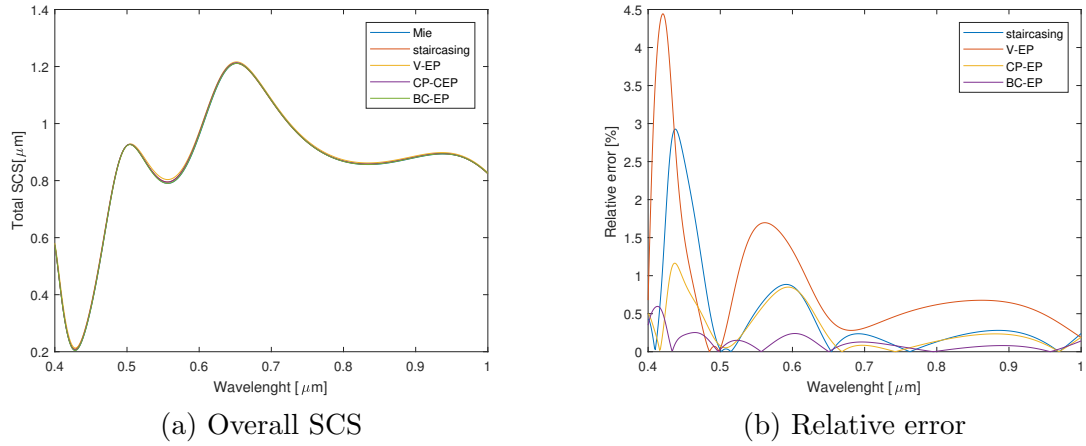 1.4
1.2
1
0.8
0.6
0.4
0.2
Total SCS[μm]
0.4 0.5 0.6 0.7 0.8 0.9 1
Wavelenght [ μm]
Mie
staircasing
V-EP
CP-CEP
BC-EP
(a) Overall SCS
4.5
4
3.5
3
2.5
2
1.5
1
0.5
0
Relative error [%]
0.4 0.5 0.6 0.7 0.8 0.9 1
Wavelenght [ μm]
staircasing
V-EP
CP-EP
BC-EP
(b) Relative error